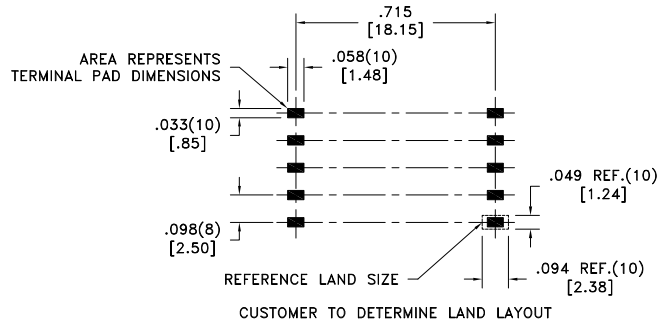 .715
[18.15]
AREA REPRESENTS
TERMINAL PAD DIMENSIONS
.058(10)
[1.48]
.033(10)
[.85]
.049 REF.(10)
[1.24]
.098(8)
[2.50]
REFERENCE LAND SIZE
.094 REF.(10)
[2.38]
CUSTOMER TO DETERMINE LAND LAYOUT